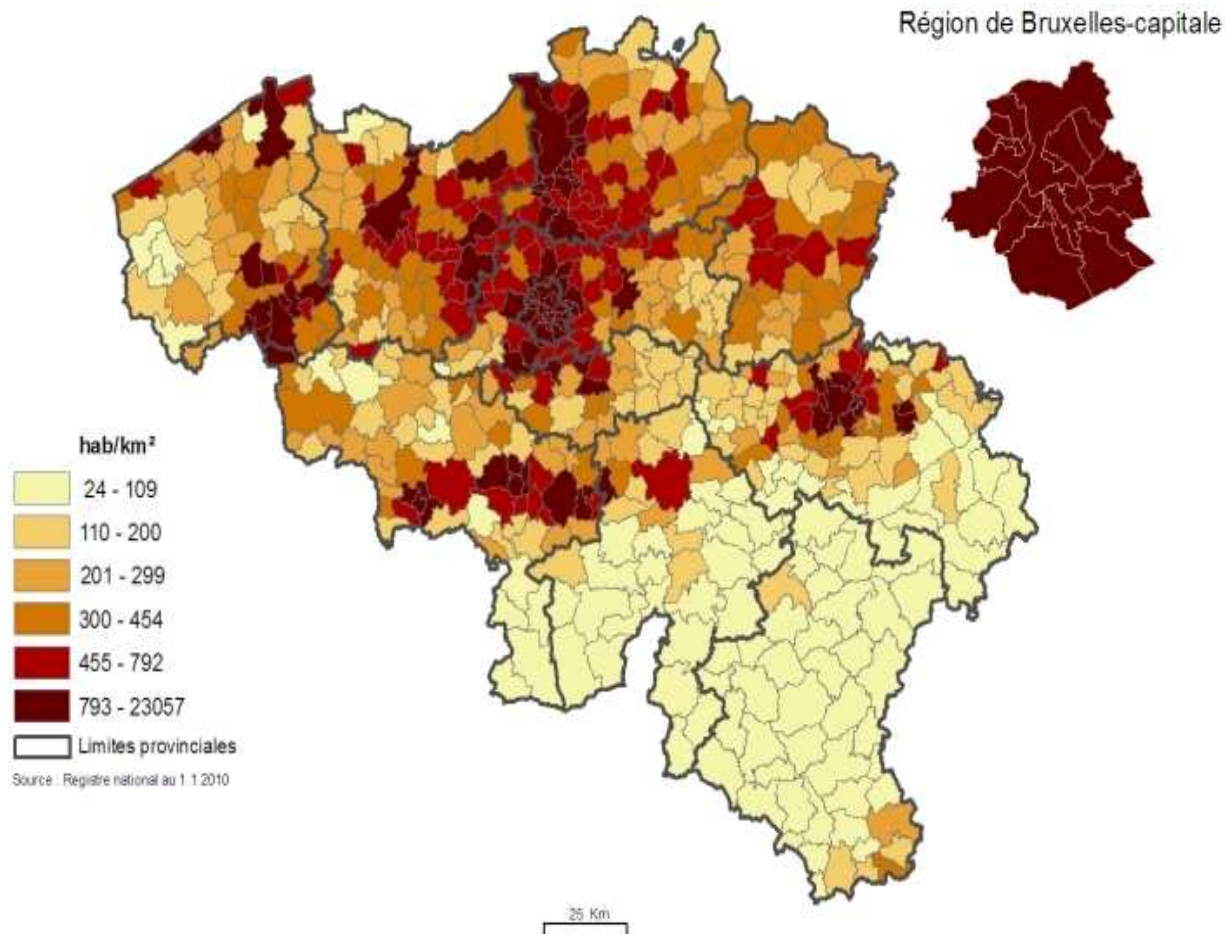 Région de Bruxelles-capitale
hab/km²
24 - 109
110 - 200
201 - 299
300 - 454
455 - 792
793 - 23057
Limites provinciales
Source : Registre national au 1 1 2010
25 Km